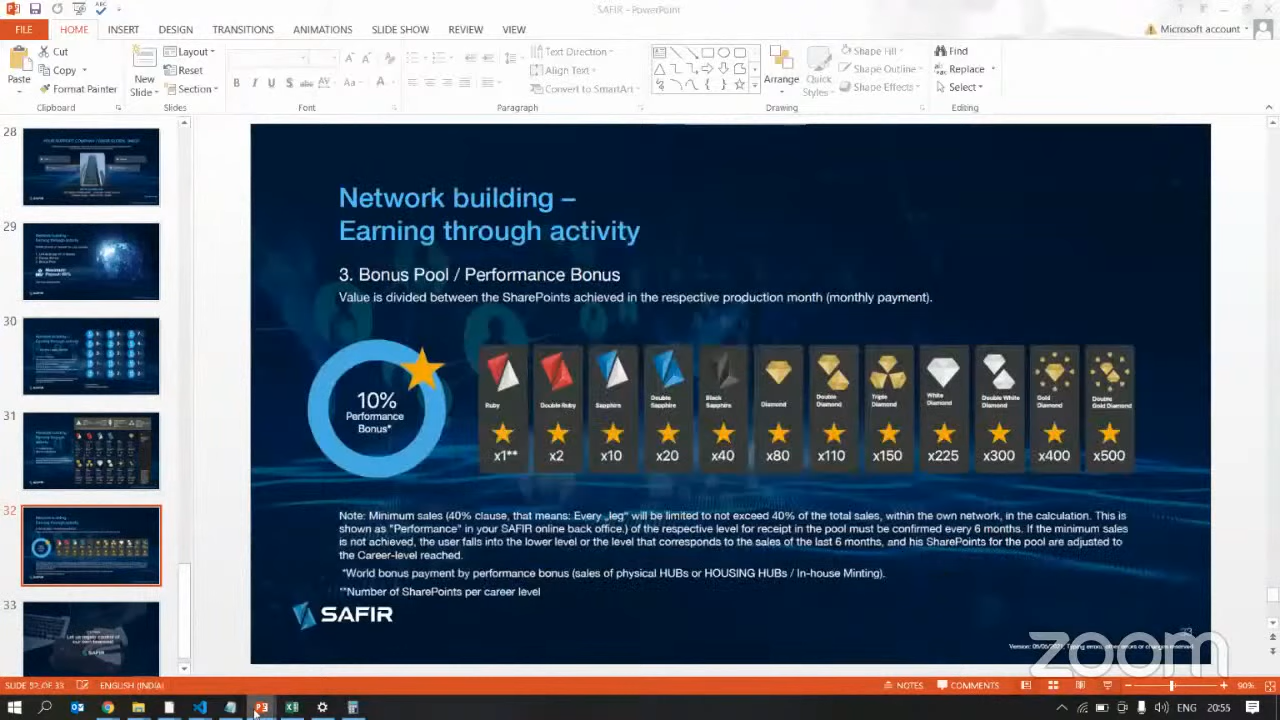 SAFIR - PowerPoint
FILE HOME INSERT DESIGN TRANSITIONS ANIMATIONS SLIDE SHOW REVIEW VIEW
Microsoft account
Paste
Cut
Copy
Format Painter
New Slide
Layout
Reset
Section
Text Direction
Align Text
Convert to SmartArt
Arrange
Quick Styles
Shape Fill
Shape Outline
Shape Effects
Find
Replace
Select
Clipboard Slides Font Paragraph Drawing Editing
28
29
30
31
32
33
Network building –
Earning through activity
3. Bonus Pool / Performance Bonus
Value is divided between the SharePoints achieved in the respective production month (monthly payment).
10%
Performance
Bonus*
Ruby Double Ruby Sapphire Double Sapphire Black Sapphire Diamond Double Diamond Triple Diamond White Diamond Double White Diamond Gold Diamond Double Gold Diamond
x1** x2 x10 x20 x40 x80 x110 x150 x225 x300 x400 x500
Note: Minimum sales (40% clause, that means: Every „leg“ will be limited to not exceed 40% of the total sales, within the own network, in the calculation. This is
shown as "Performance" in your SAFIR online back office.) of the respective level for receipt in the pool must be confirmed every 6 months. If the minimum sales
is not achieved, the user falls into the lower level or the level that corresponds to the sales of the last 6 months, and his SharePoints for the pool are adjusted to
the Career-level reached.
*World bonus payment by performance bonus (sales of physical HUBs or HOUSING HUBs / In-house Minting).
**Number of SharePoints per career level
SAFIR
zoom
SLIDE 32 OF 33 ENGLISH (INDIA) NOTES COMMENTS 90%
ENG 20:55